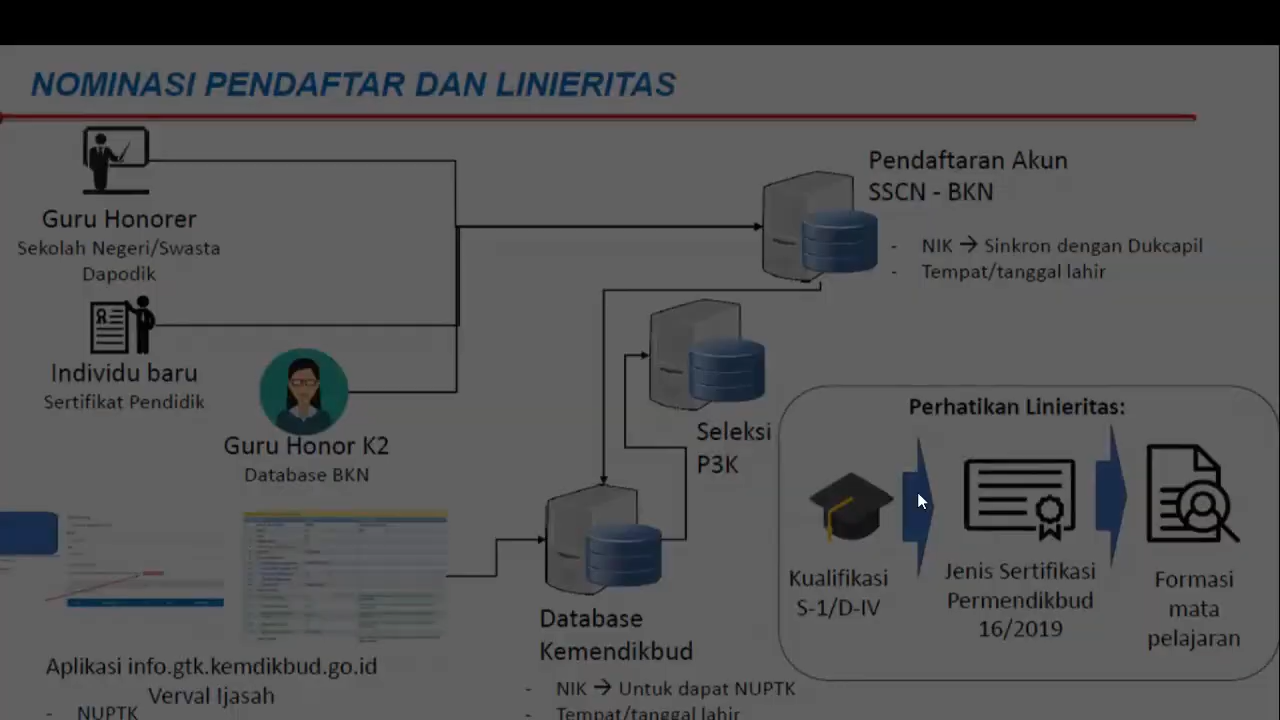 NOMINASI PENDAFTAR DAN LINIERITAS
Guru Honorer
Sekolah Negeri/Swasta
Dapodik
Individu baru
Sertifikat Pendidik
Guru Honor K2
Database BKN
Aplikasi info.gtk.kemdikbud.go.id
Verval Ijasah
- NUPTK
Pendaftaran Akun
SSCN - BKN
- NIK → Sinkron dengan Dukcapil
- Tempat/tanggal lahir
Seleksi
P3K
Database
Kemendikbud
- NIK → Untuk dapat NUPTK
- Tempat/tanggal lahir
Perhatikan Linieritas:
Kualifikasi
S-1/D-IV
Jenis Sertifikasi
Permendikbud
16/2019
Formasi
mata
pelajaran